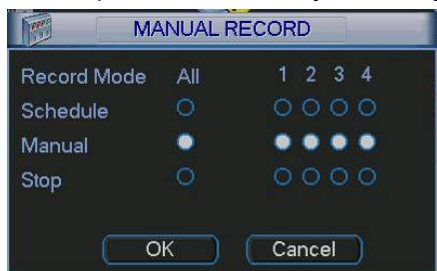 MANUAL RECORD
Record Mode All 1 2 3 4
Schedule
Manual
Stop
OK Cancel